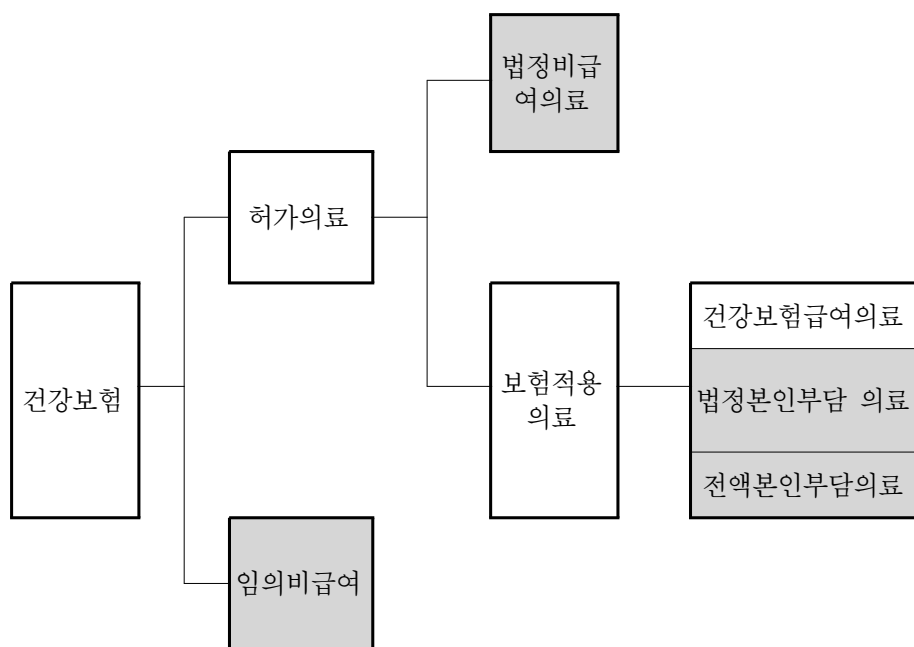 법정비급
여의료
허가의료
건강보험
보험적용
의료
건강보험급여의료
법정본인부담 의료
전액본인부담의료
임의비급여